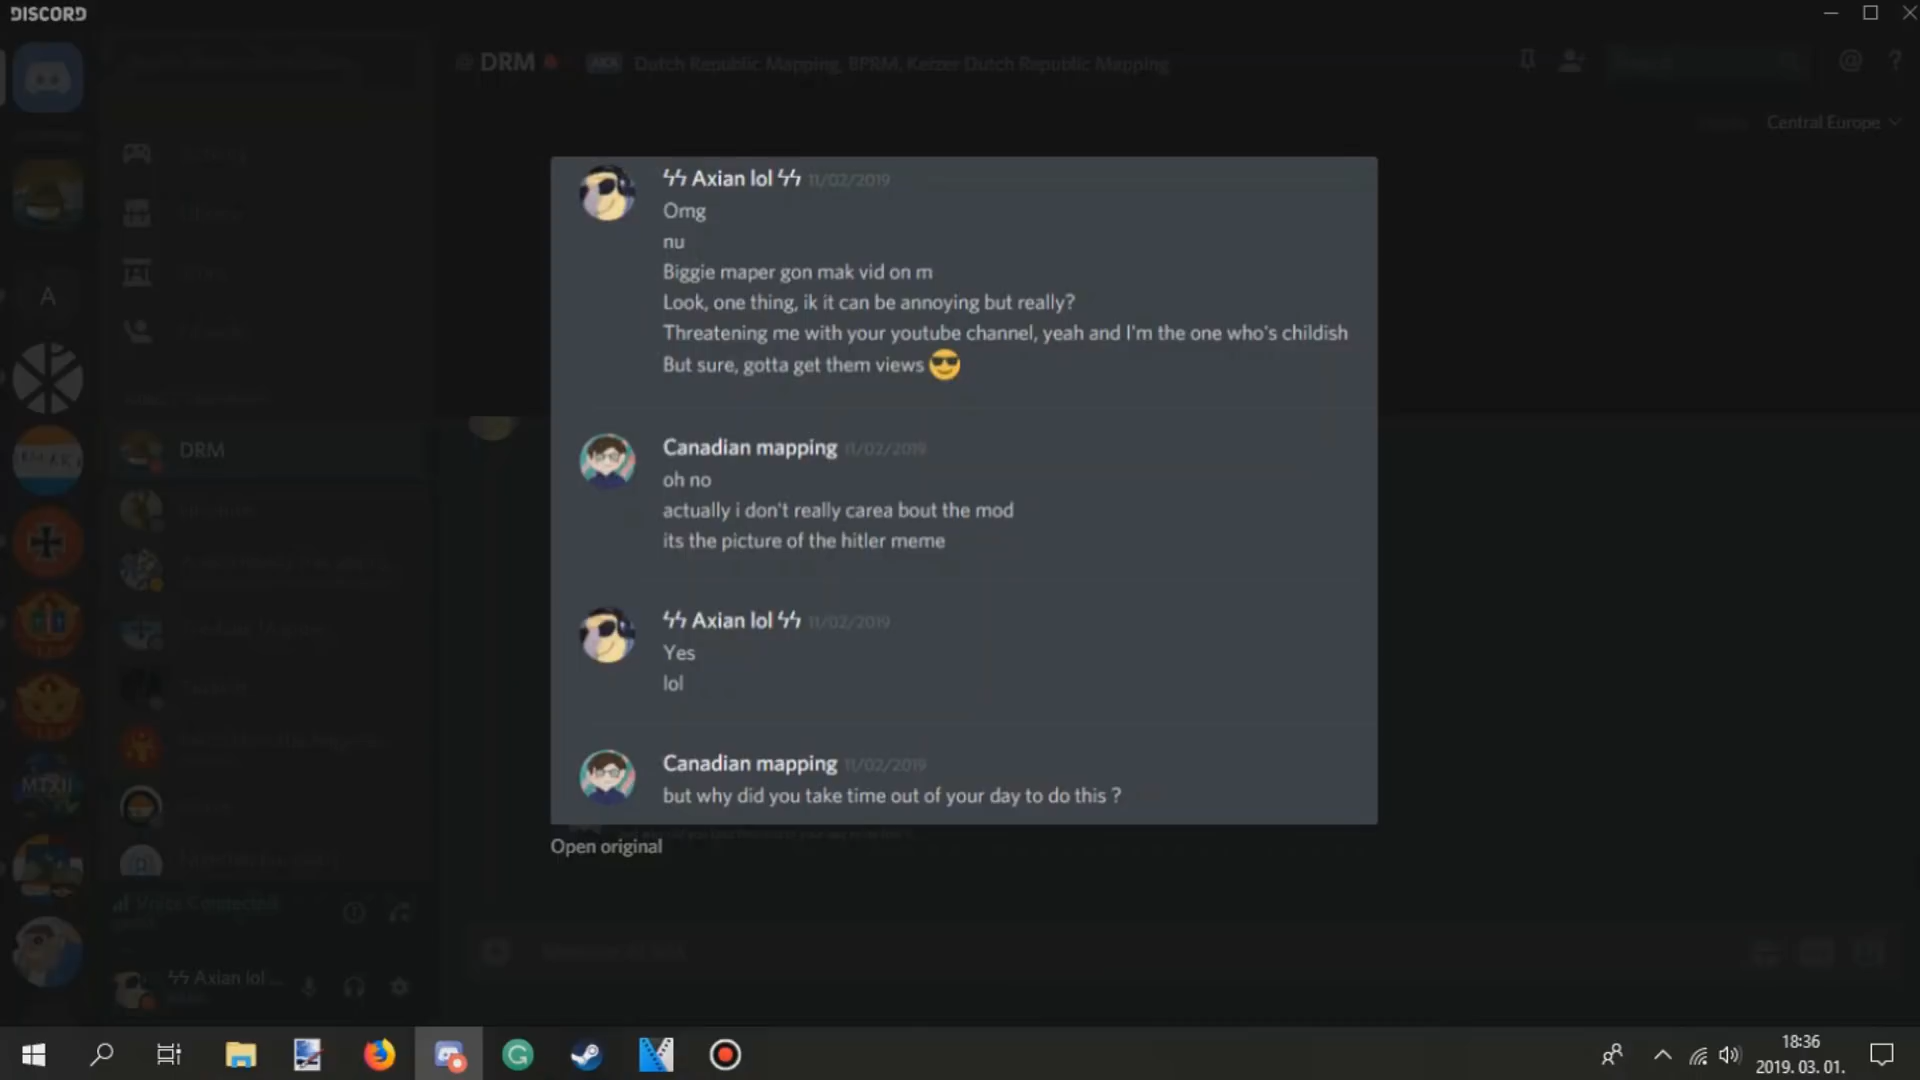 DISCORD
@ DRM AKA Dutch Republic Mapping, BPRM, Keizer Dutch Republic Mapping
Central Europe
ϟϟ Axian lol ϟϟ 11/02/2019
Omg
nu
Biggie maper gon mak vid on m
Look, one thing, ik it can be annoying but really?
Threatening me with your youtube channel, yeah and I'm the one who's childish
But sure, gotta get them views 😎
Canadian mapping 11/02/2019
oh no
actually i don't really carea bout the mod
its the picture of the hitler meme
ϟϟ Axian lol ϟϟ 11/02/2019
Yes
lol
Canadian mapping 11/02/2019
but why did you take time out of your day to do this ?
Open original
A
DRM
MTXII
Voice Connected
ϟϟ Axian lol ...
18:36
2019. 03. 01.